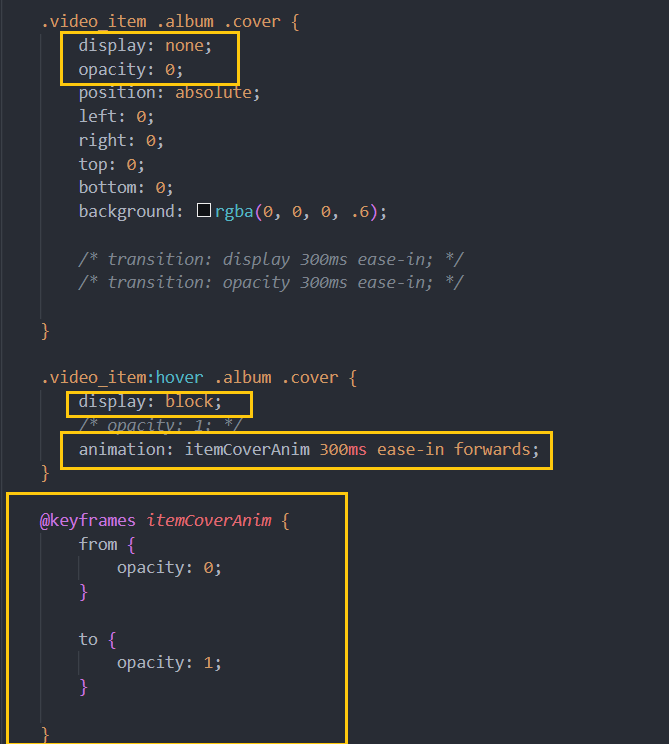 .video_item .album .cover {
display: none;
opacity: 0;
position: absolute;
left: 0;
right: 0;
top: 0;
bottom: 0;
background: rgba(0, 0, 0, .6);
/* transition: display 300ms ease-in; */
/* transition: opacity 300ms ease-in; */
}
.video_item:hover .album .cover {
display: block;
/* opacity: 1; */
animation: itemCoverAnim 300ms ease-in forwards;
}
@keyframes itemCoverAnim {
from {
opacity: 0;
}
to {
opacity: 1;
}
}